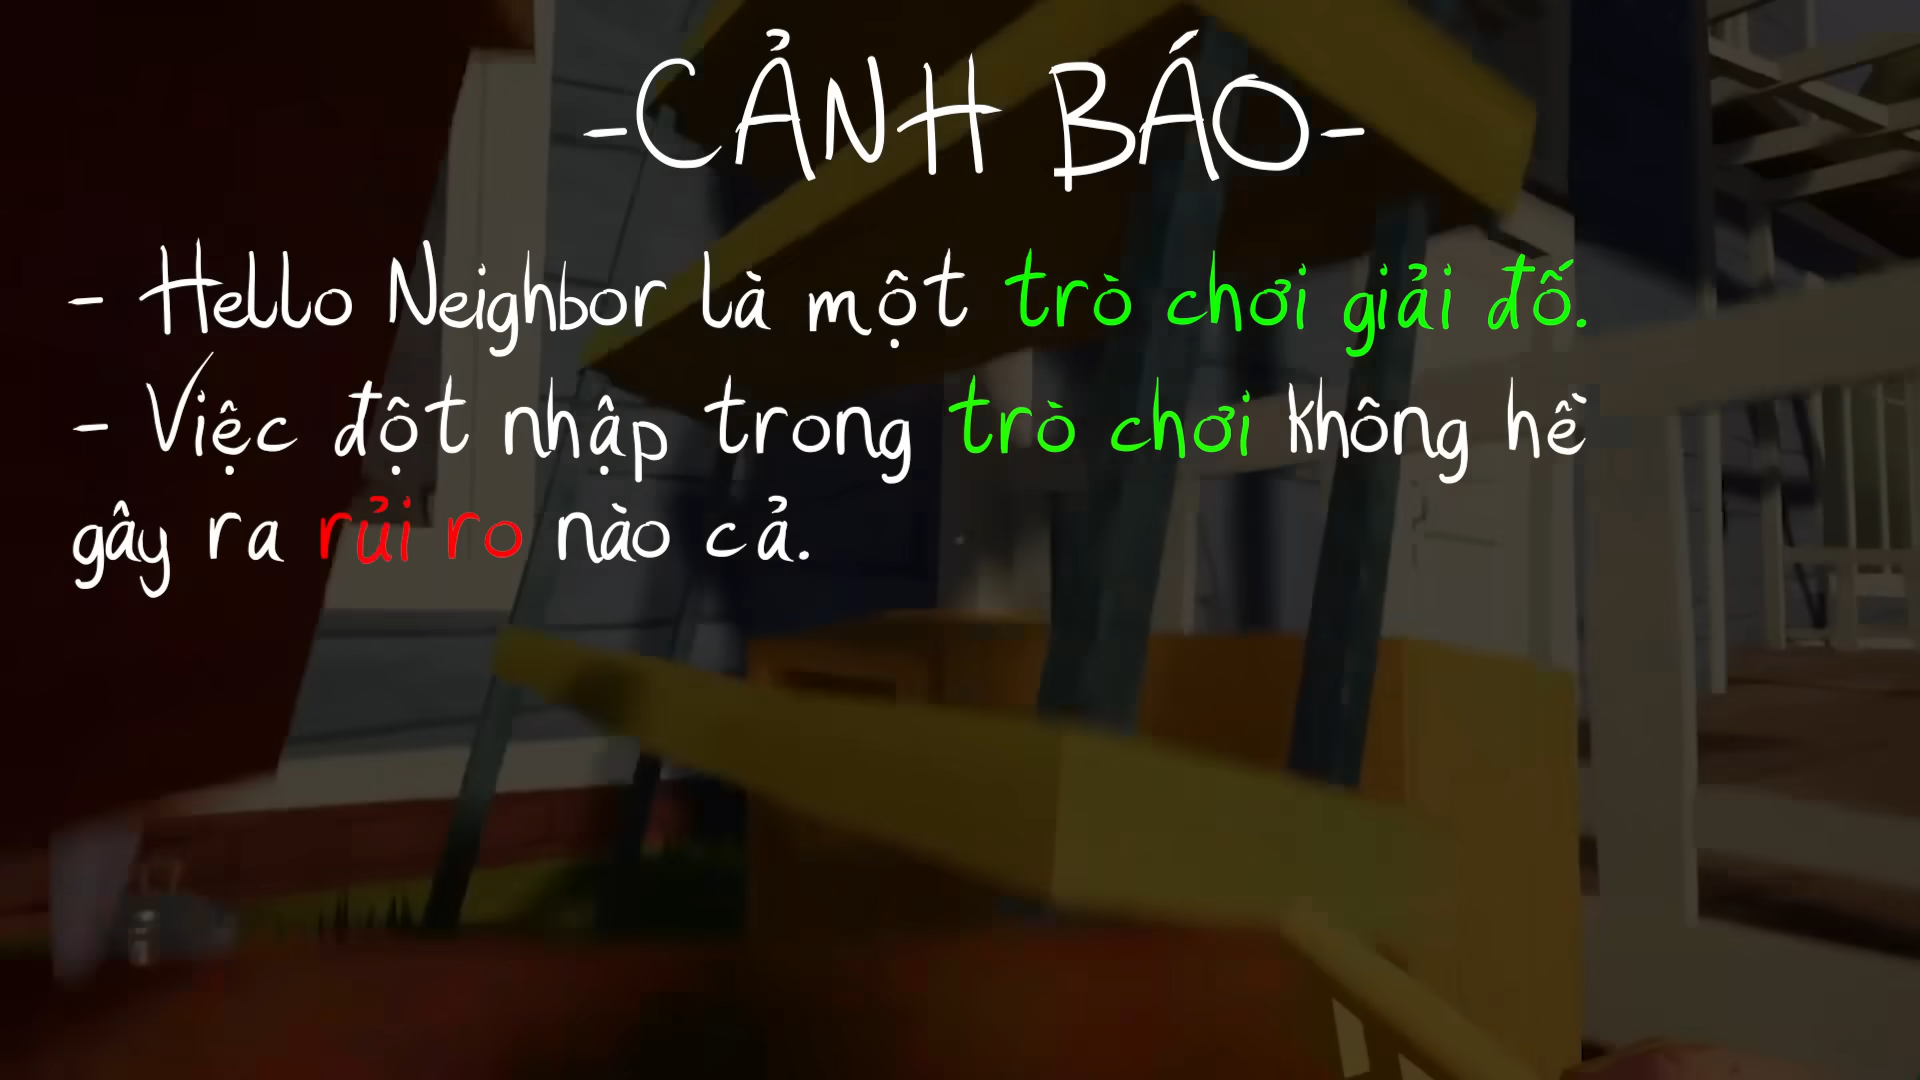 -CẢNH BÁO-
- Hello Neighbor là một trò chơi giải đố.
- Việc đột nhập trong trò chơi không hề
gây ra rủi ro nào cả.